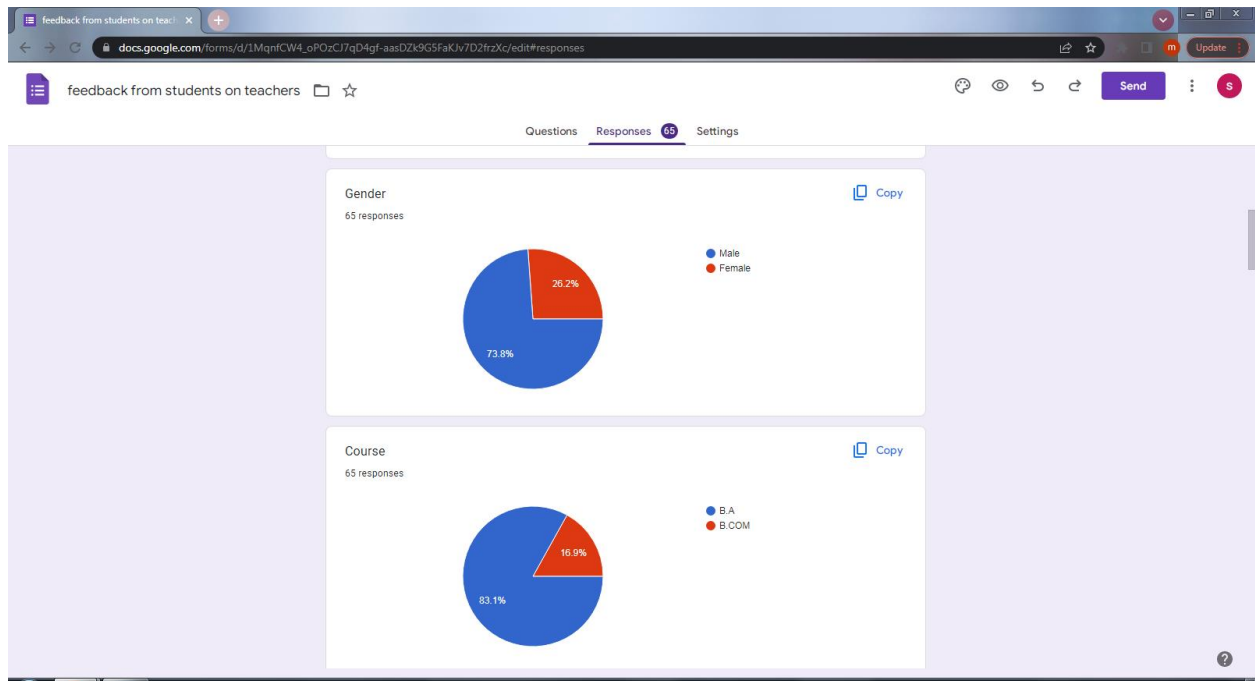 feedback from students on teach
docs.google.com/forms/d/1MqnfCW4_oPOzCJ7qD4gf-aasDZk9G5FaKJv7D2frzXc/edit#responses
m Update
feedback from students on teachers
Send
S
Questions Responses 65 Settings
Gender
Copy
65 responses
Male
Female
26.2%
73.8%
Course
Copy
65 responses
B.A
B.COM
16.9%
83.1%